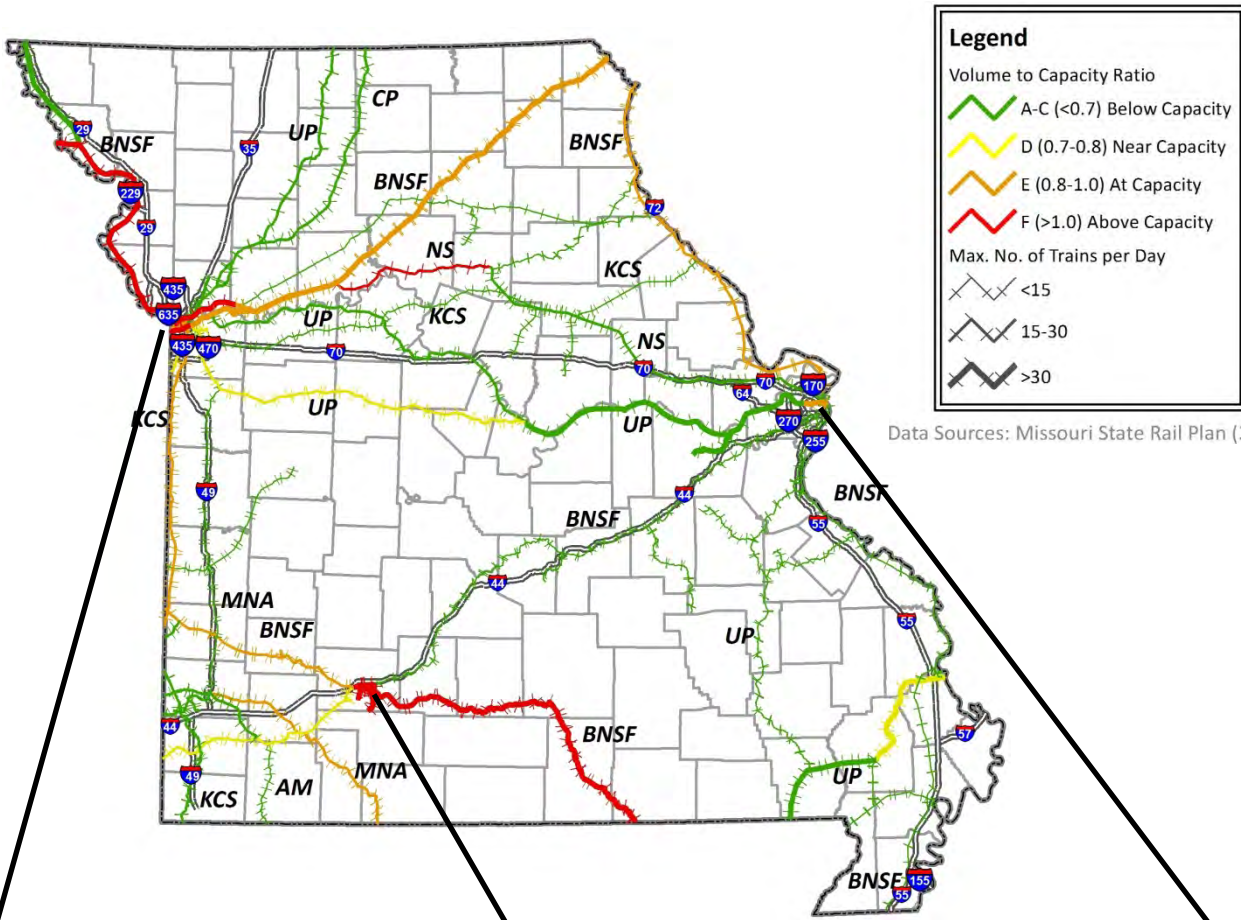 Legend
Volume to Capacity Ratio
A-C (<0.7) Below Capacity
D (0.7-0.8) Near Capacity
E (0.8-1.0) At Capacity
F (>1.0) Above Capacity
Max. No. of Trains per Day
<15
15-30
>30
Data Sources: Missouri State Rail Plan (
CP
29
BNSF
UP
35
BNSF
BNSF
229
72
29
NS
KCS
435
635
UP
KCS
NS
435
470
70
70
70
170
64
KCS
UP
UP
270
255
49
44
BNSF
BNSF
55
44
MNA
BNSF
UP
55
44
BNSF
57
49
MNA
UP
KCS
AM
BNSF
155
55